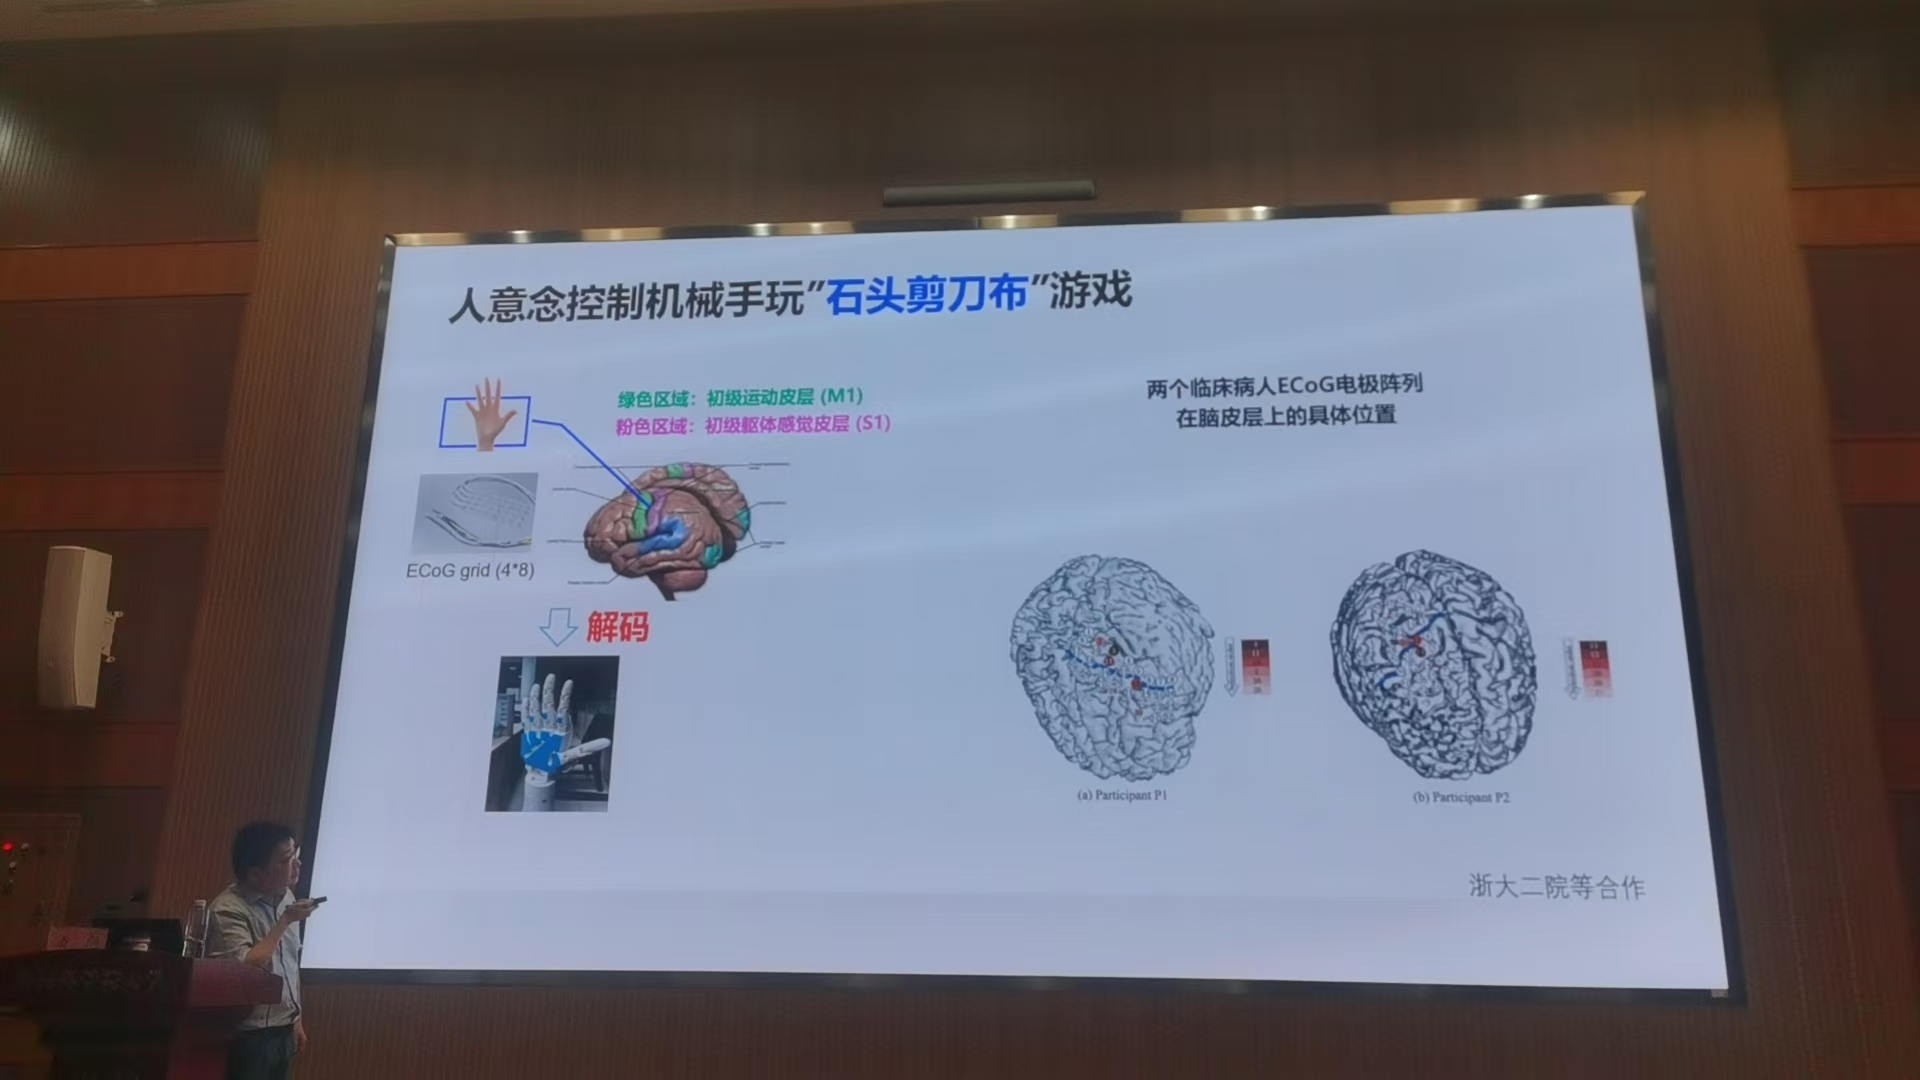 人意念控制机械手玩"石头剪刀布"游戏
绿色区域：初级运动皮层 (M1)
粉色区域：初级躯体感觉皮层 (S1)
ECoG grid (4*8)
解码
两个临床病人ECoG电极阵列
在脑皮层上的具体位置
(a) Participant P1
(b) Participant P2
浙大二院等合作